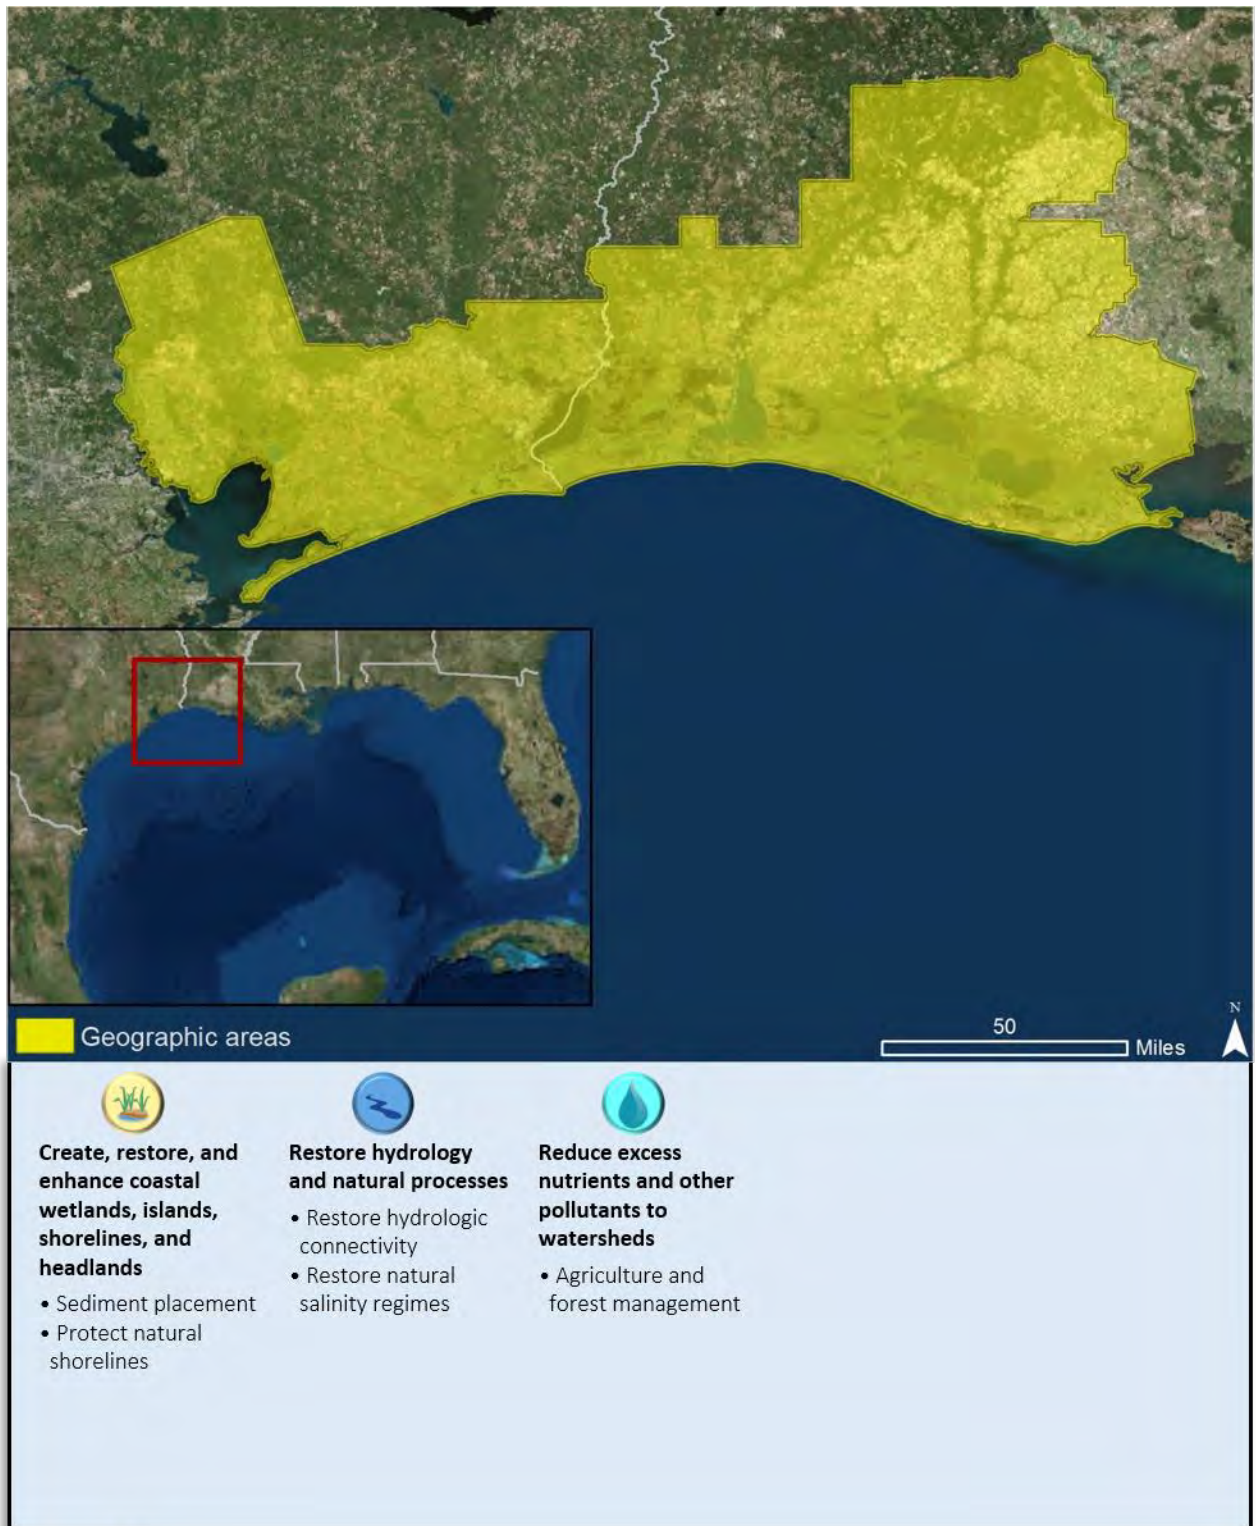 N
50
Miles
Geographic areas
Create, restore, and
enhance coastal
wetlands, islands,
shorelines, and
headlands
• Sediment placement
• Protect natural
shorelines
Restore hydrology
and natural processes
• Restore hydrologic
connectivity
• Restore natural
salinity regimes
Reduce excess
nutrients and other
pollutants to
watersheds
• Agriculture and
forest management